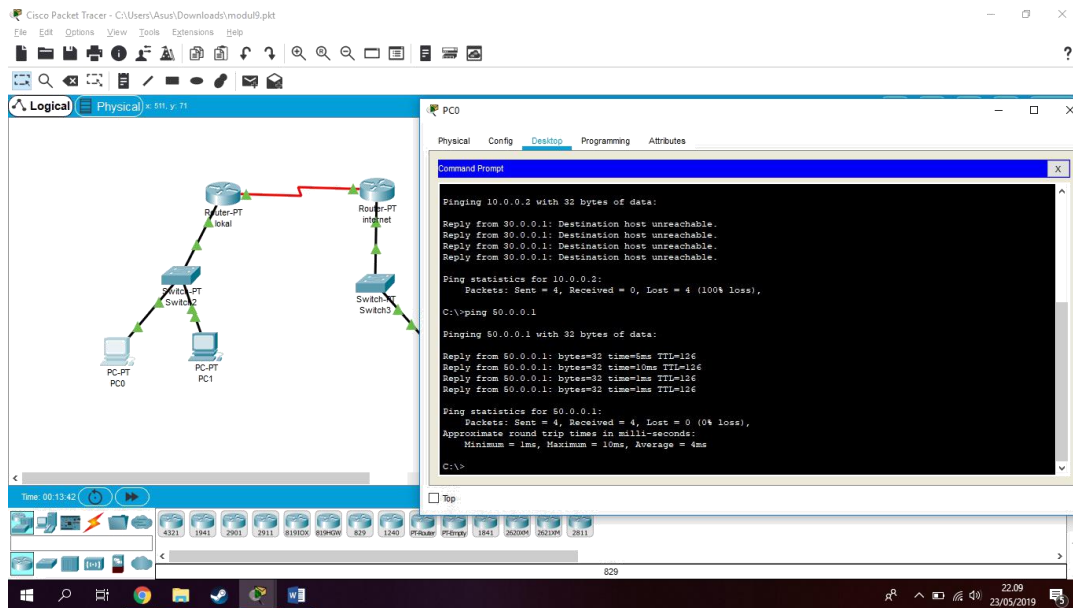 Cisco Packet Tracer - C:\Users\Asus\Downloads\modul9.pkt
File Edit Options View Tools Extensions Help
?
Logical Physical x: 511, y: 71
PC0
Physical Config Desktop Programming Attributes
Command Prompt
X
Pinging 10.0.0.2 with 32 bytes of data:
Reply from 30.0.0.1: Destination host unreachable.
Reply from 30.0.0.1: Destination host unreachable.
Reply from 30.0.0.1: Destination host unreachable.
Reply from 30.0.0.1: Destination host unreachable.
Ping statistics for 10.0.0.2:
Packets: Sent = 4, Received = 0, Lost = 4 (100% loss),
C:\>ping 50.0.0.1
Pinging 50.0.0.1 with 32 bytes of data:
Reply from 50.0.0.1: bytes=32 time=5ms TTL=126
Reply from 50.0.0.1: bytes=32 time=10ms TTL=126
Reply from 50.0.0.1: bytes=32 time=1ms TTL=126
Reply from 50.0.0.1: bytes=32 time=1ms TTL=126
Ping statistics for 50.0.0.1:
Packets: Sent = 4, Received = 4, Lost = 0 (0% loss),
Approximate round trip times in milli-seconds:
Minimum = 1ms, Maximum = 10ms, Average = 4ms
C:\>
Top
Router-PT
lokal
Router-PT
internet
Switch-PT
Switch2
Switch-PT
Switch3
PC-PT
PC0
PC-PT
PC1
Time: 00:13:42
4321 1941 2901 2911 819IOX 819HGW 829 1240 PT-Router PT-Empty 1841 2620XM 2621XM 2811
829
22.09
23/05/2019
5